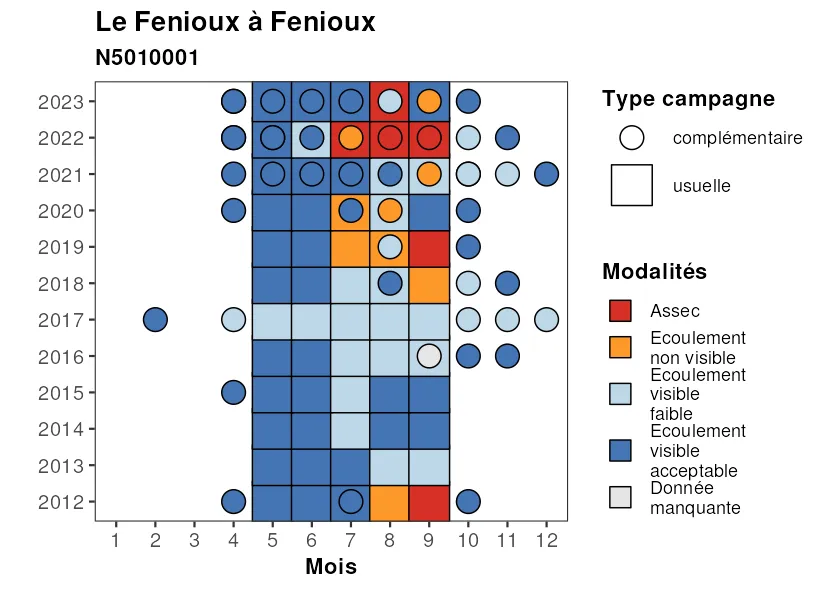 Le Fenioux à Fenioux
N5010001
2023
2022
2021
2020
2019
2018
2017
2016
2015
2014
2013
2012
1 2 3 4 5 6 7 8 9 10 11 12
Mois
Type campagne
complémentaire
usuelle
Modalités
Assec
Ecoulement
non visible
Ecoulement
visible
faible
Ecoulement
visible
acceptable
Donnée
manquante